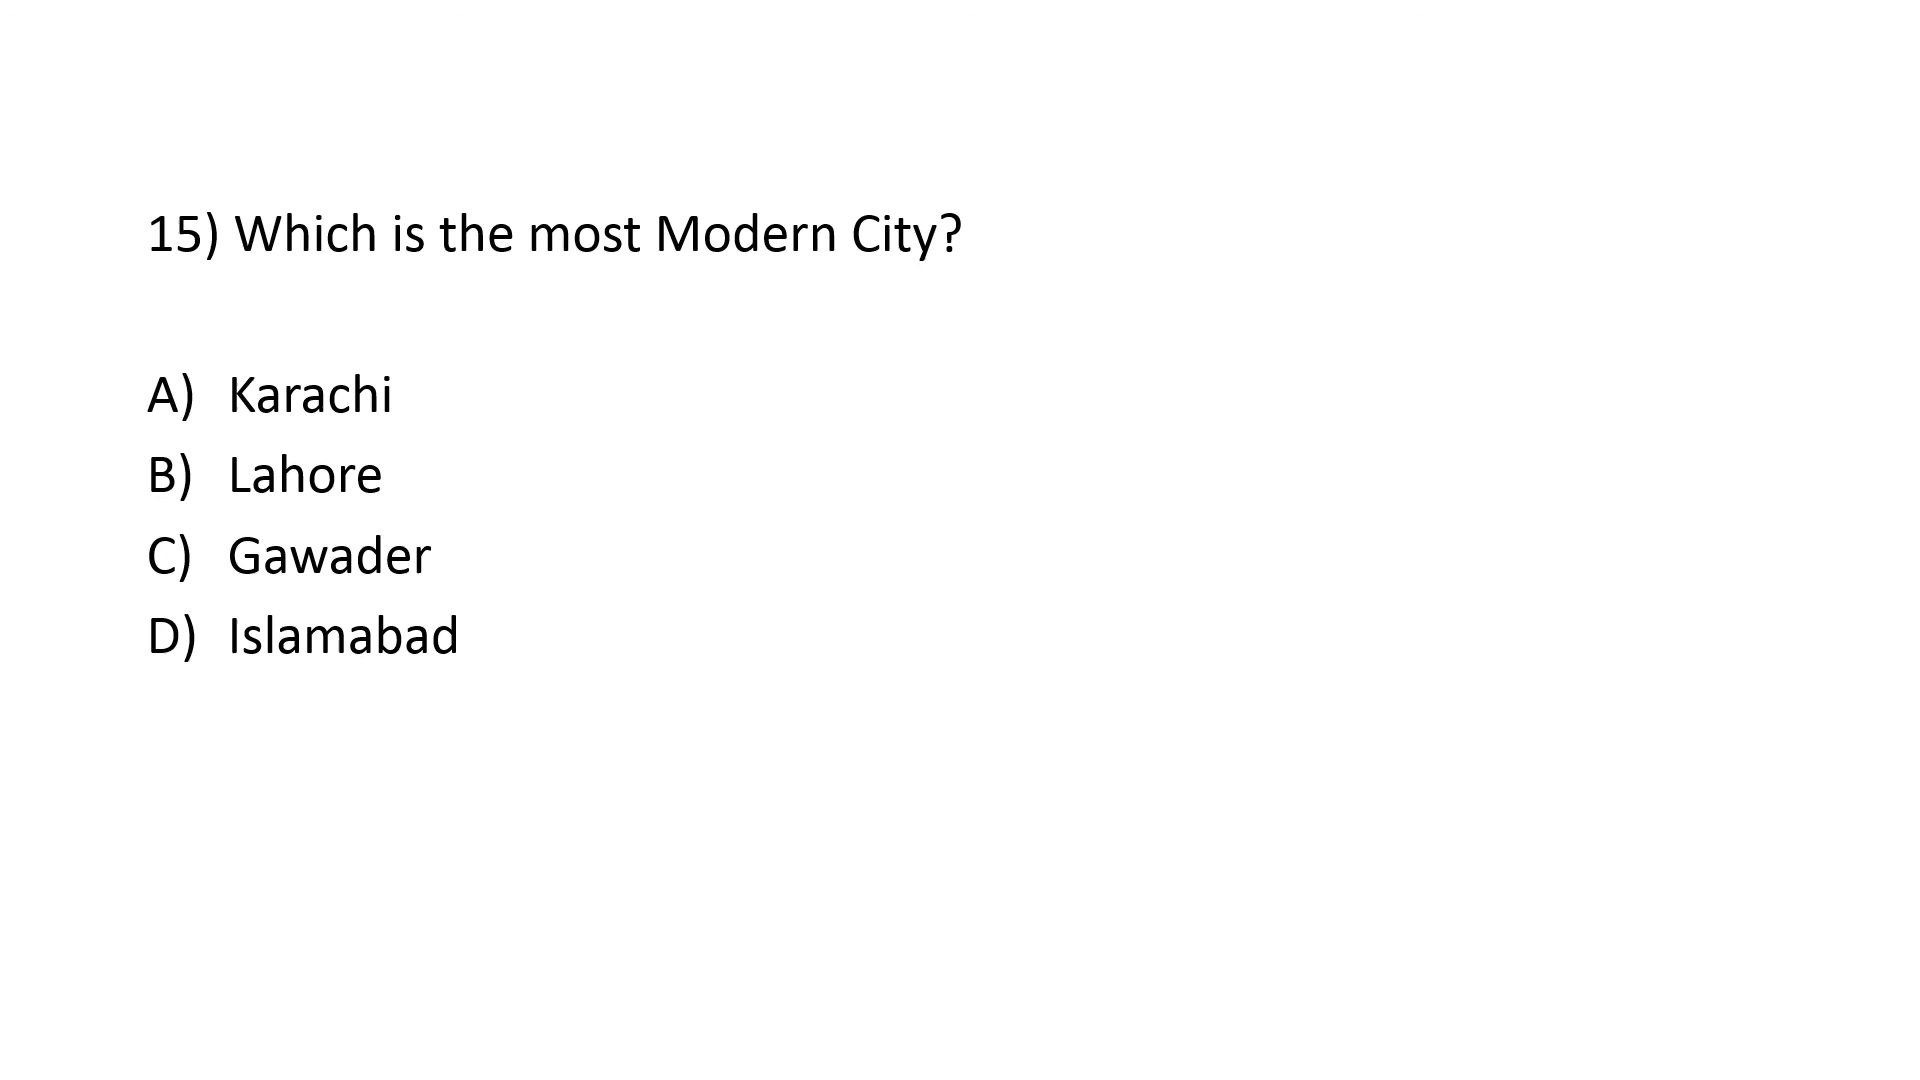 15) Which is the most Modern City?
A) Karachi
B) Lahore
C) Gawader
D) Islamabad